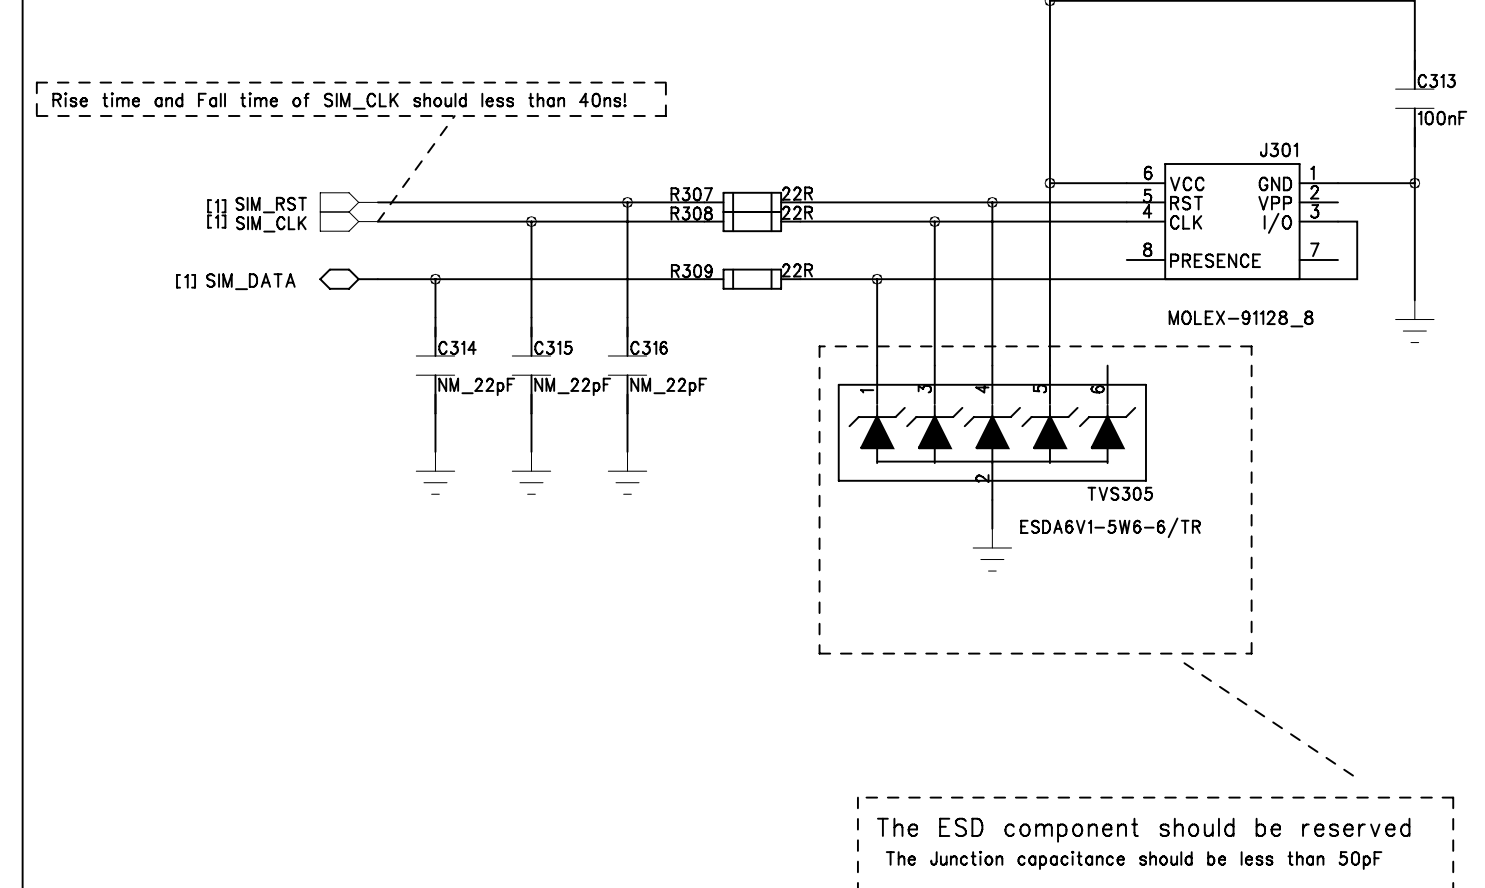 C313
Rise time and Fall time of SIM_CLK should less than 40ns!
100nF
J301
6 VCC GND 1
[1] SIM_RST R307 22R 5 RST VPP 2
[1] SIM_CLK R308 22R 4 CLK I/O 3
8 PRESENCE 7
[1] SIM_DATA R309 22R
MOLEX-91128_8
C314 C315 C316
NM_22pF NM_22pF NM_22pF
1 3 4 5 6
2
TVS305
ESDA6V1-5W6-6/TR
The ESD component should be reserved
The Junction capacitance should be less than 50pF